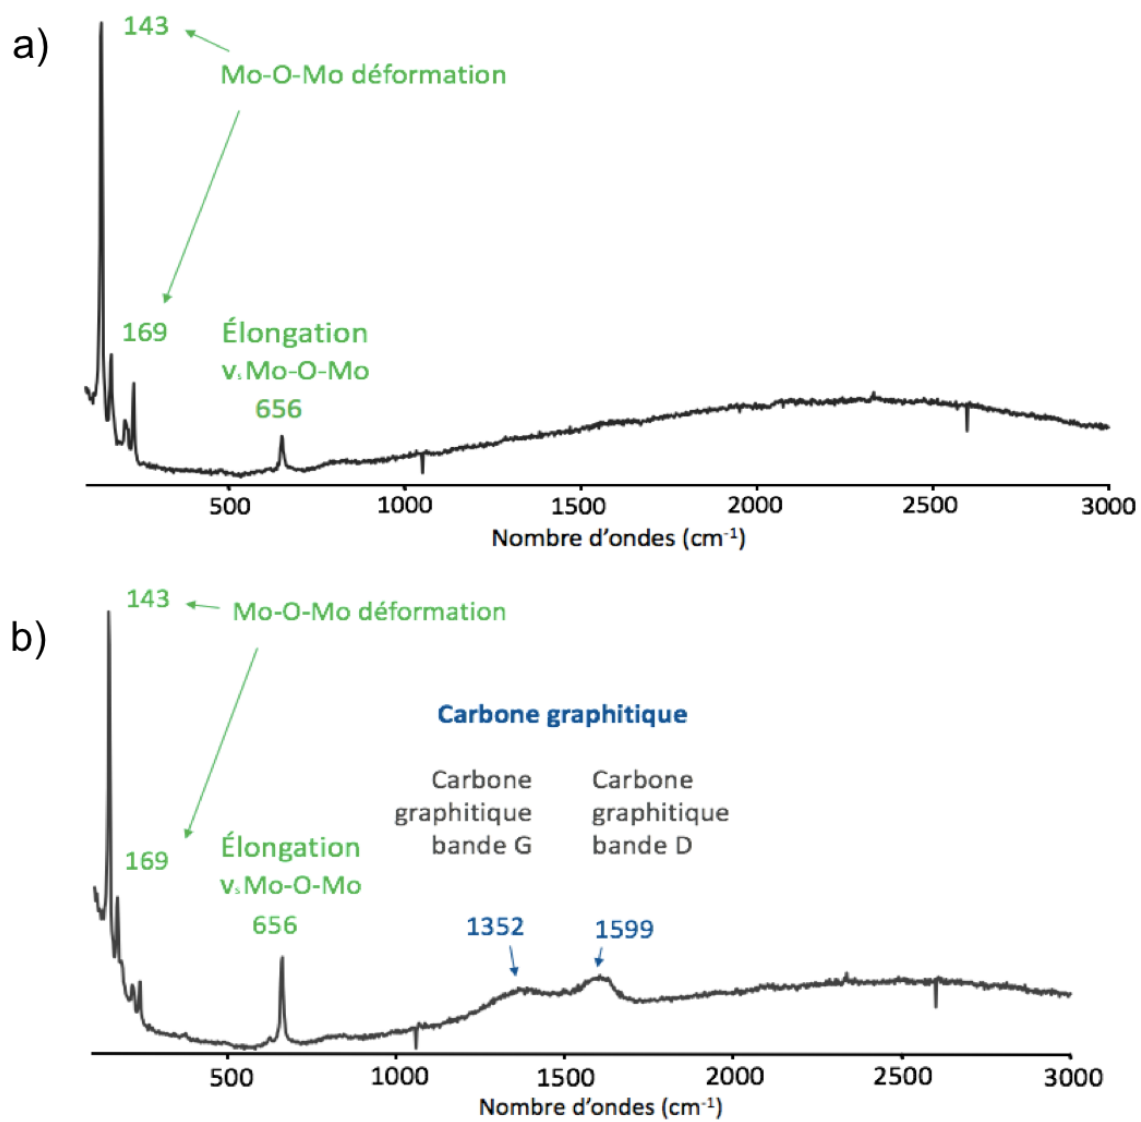 a)
143
Mo-O-Mo déformation
169
Élongation
νs Mo-O-Mo
656
500 1000 1500 2000 2500 3000
Nombre d'ondes (cm-1)
b)
143
Mo-O-Mo déformation
Carbone graphitique
Carbone
graphitique
bande G
Carbone
graphitique
bande D
169
Élongation
νs Mo-O-Mo
656
1352
1599
500 1000 1500 2000 2500 3000
Nombre d'ondes (cm-1)